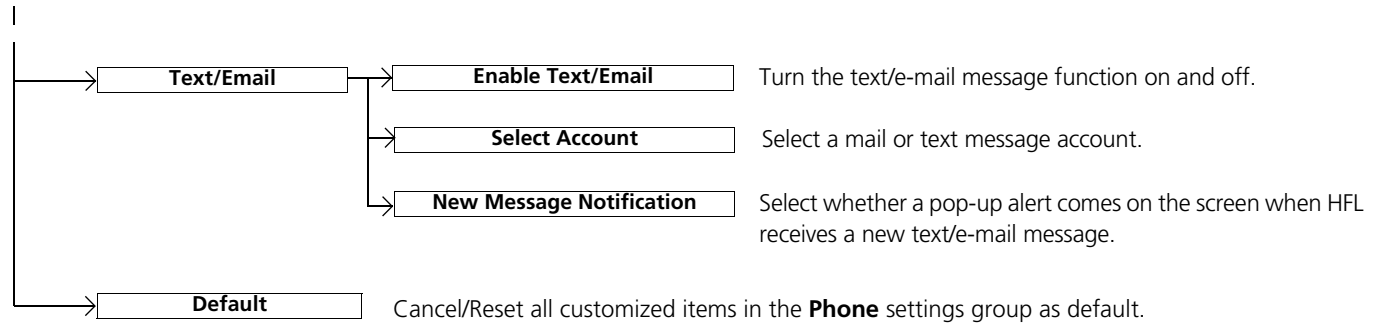 Text/Email
Enable Text/Email
Turn the text/e-mail message function on and off.
Select Account
Select a mail or text message account.
New Message Notification
Select whether a pop-up alert comes on the screen when HFL
receives a new text/e-mail message.
Default
Cancel/Reset all customized items in the Phone settings group as default.